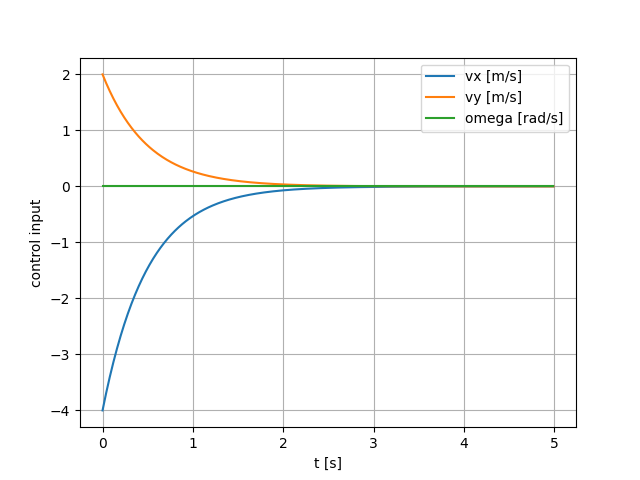 vx [m/s]
vy [m/s]
omega [rad/s]
2
1
0
−1
−2
−3
−4
control input
0 1 2 3 4 5
t [s]